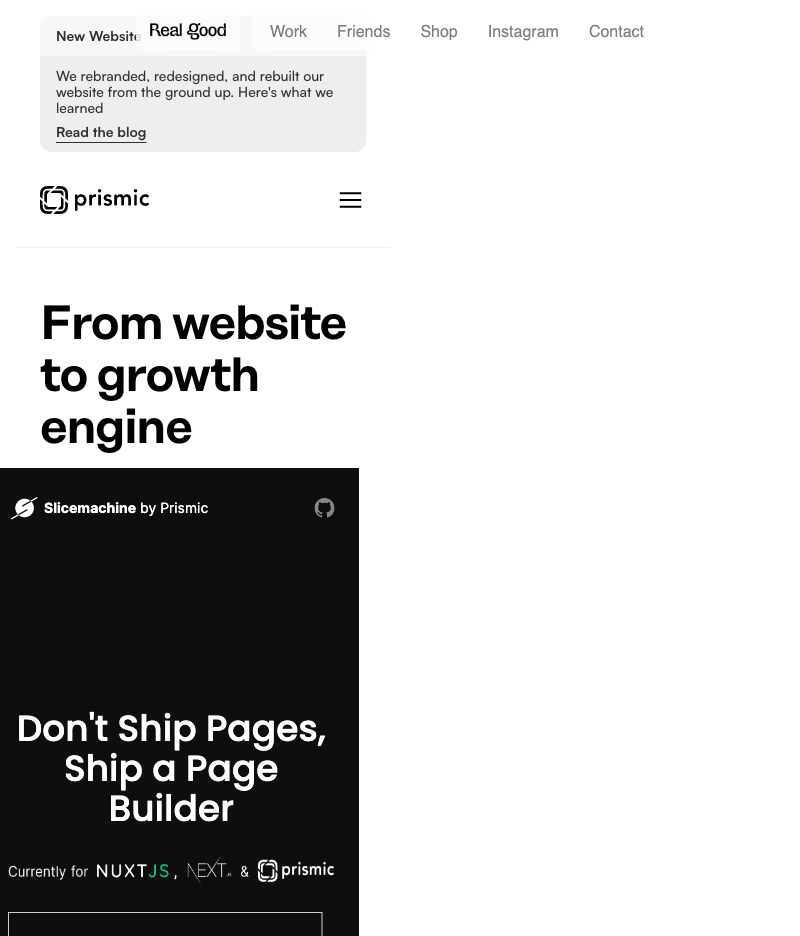 New Website
Real good
Work Friends Shop Instagram Contact
We rebranded, redesigned, and rebuilt our
website from the ground up. Here's what we
learned
Read the blog
prismic
From website
to growth
engine
Slicemachine by Prismic
Don't Ship Pages,
Ship a Page
Builder
Currently for NUXTJS, NEXT.JS & prismic